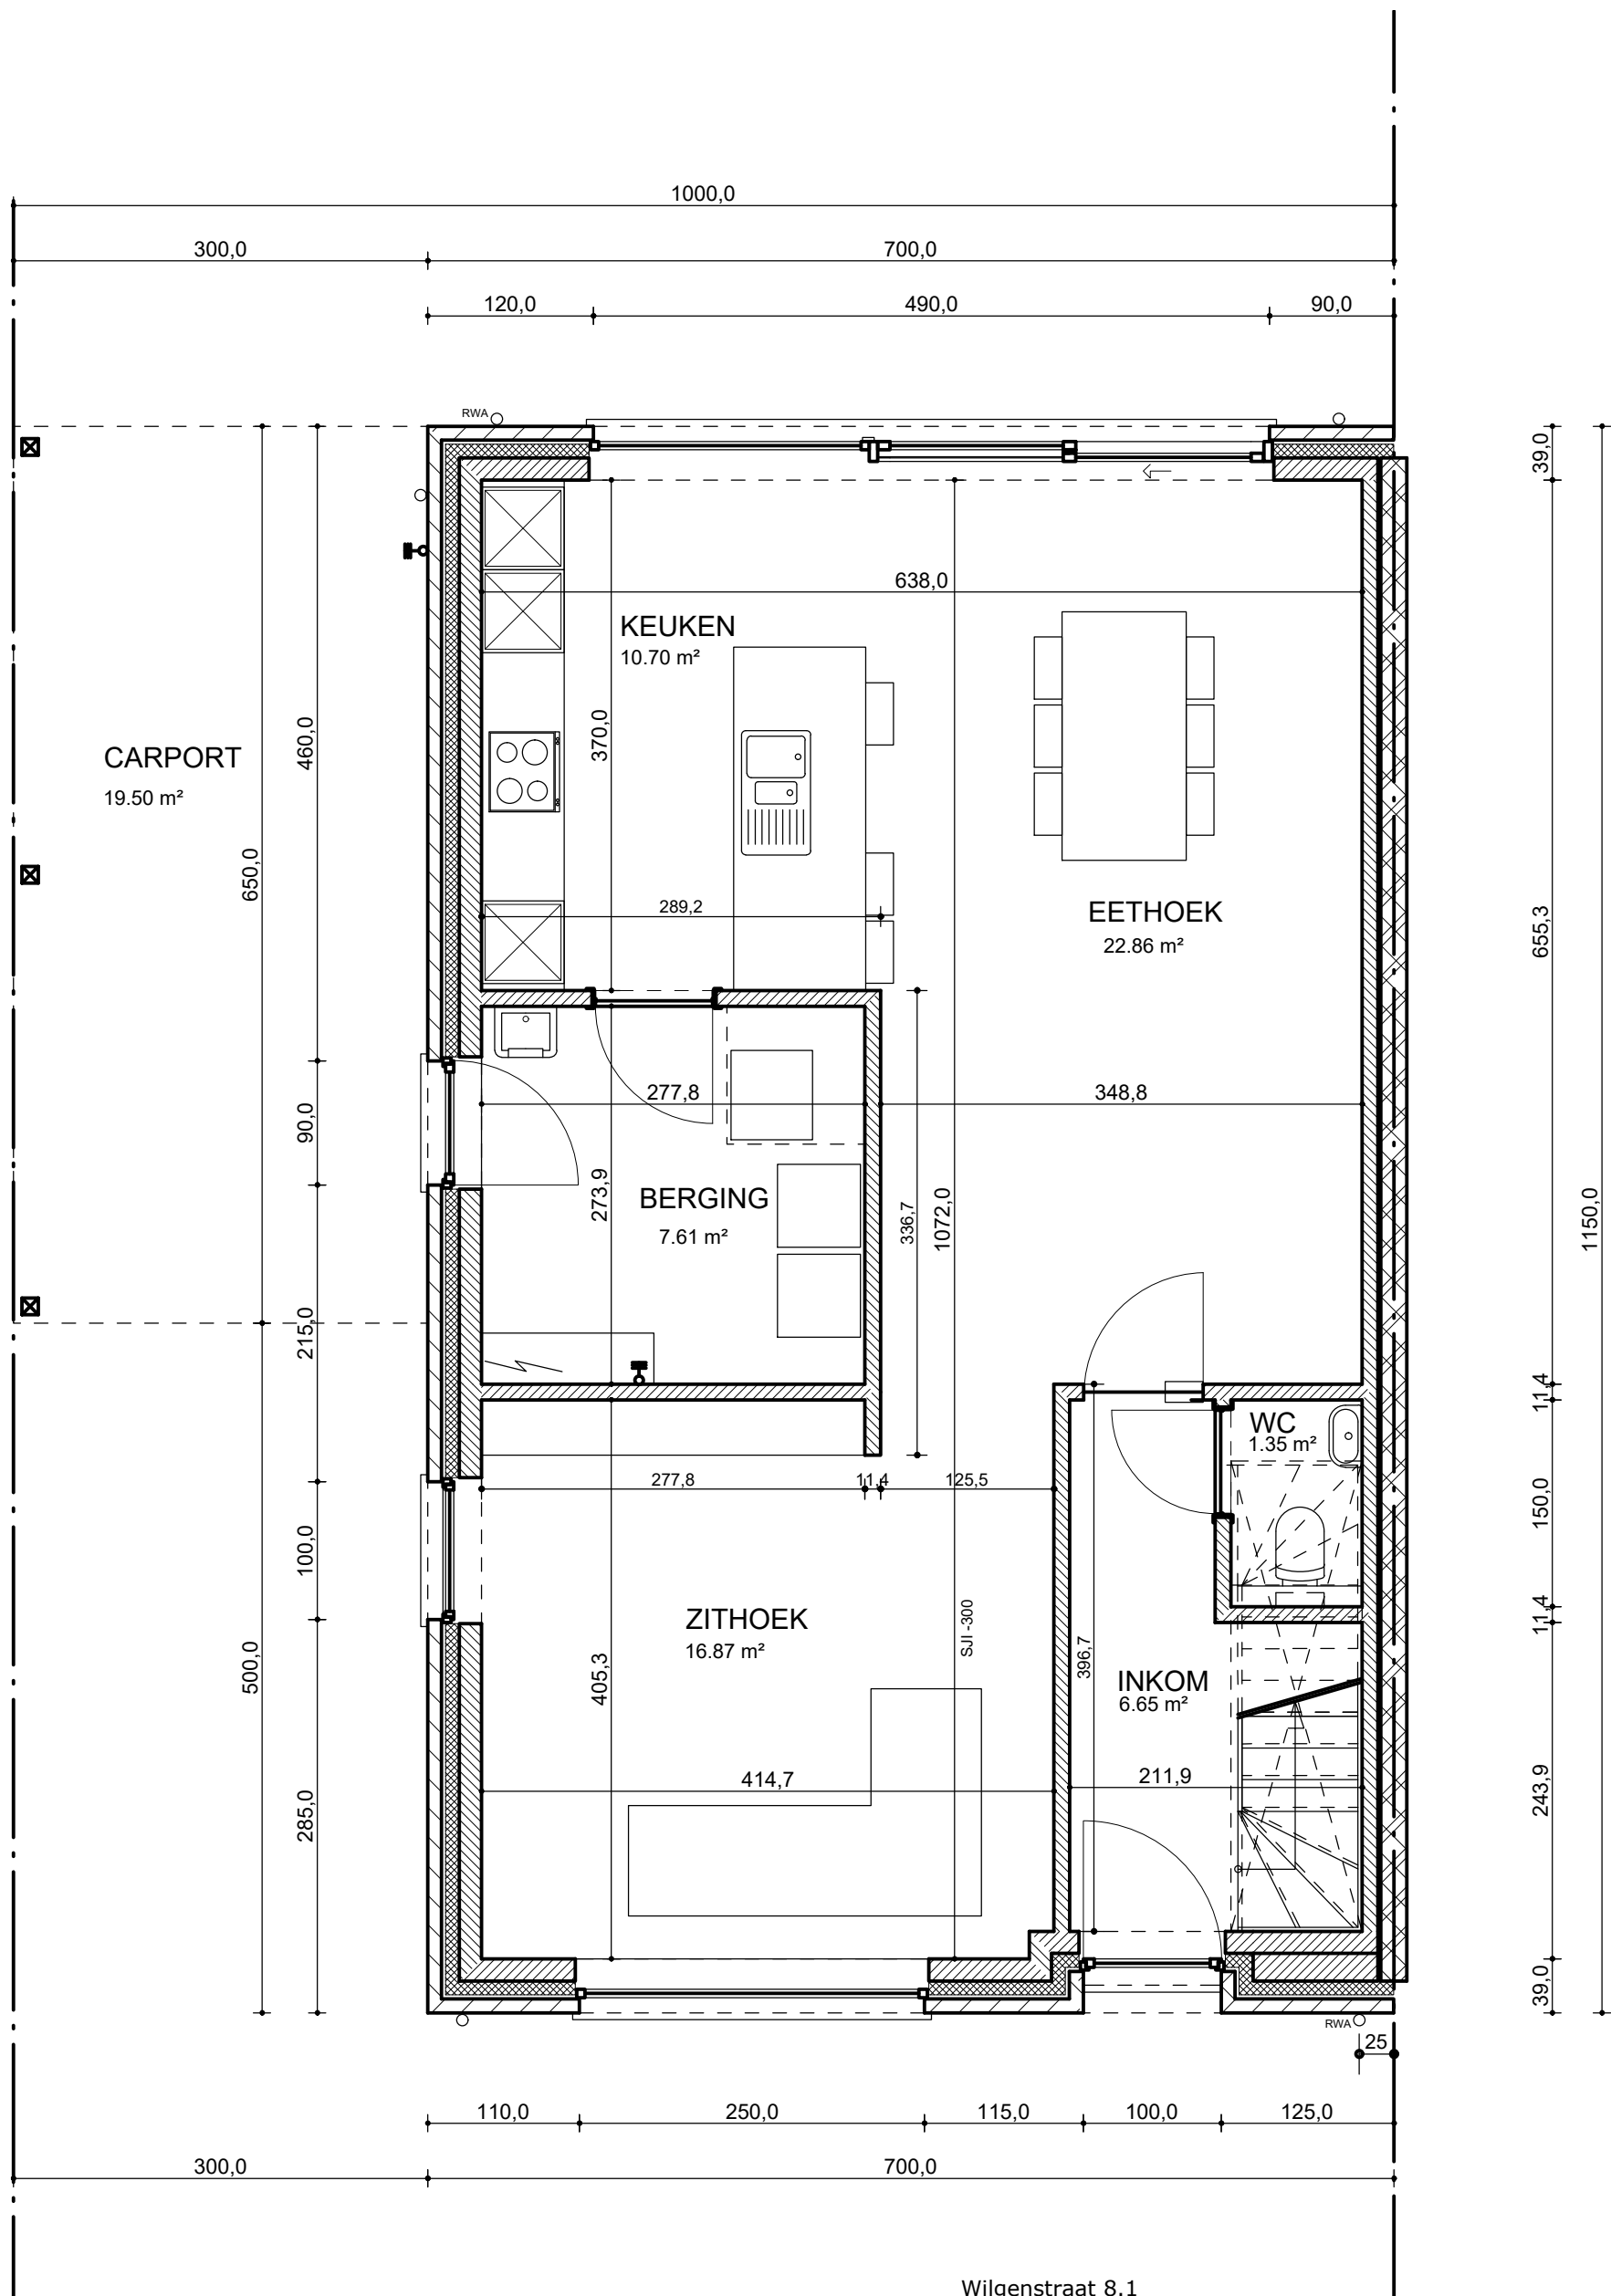 1000,0
300,0
700,0
120,0
490,0
90,0
RWA
39,0
638,0
KEUKEN
10.70 m²
460,0
370,0
CARPORT
19.50 m²
650,0
289,2
EETHOEK
22.86 m²
655,3
90,0
277,8
348,8
273,9
BERGING
7.61 m²
336,7
1072,0
1150,0
215,0
11,4
WC
1.35 m²
277,8
11,4
125,5
150,0
100,0
ZITHOEK
16.87 m²
SJI -300
11,4
500,0
405,3
396,7
INKOM
6.65 m²
414,7
211,9
243,9
285,0
39,0
RWA
25
110,0
250,0
115,0
100,0
125,0
300,0
700,0
Wilgenstraat 8.1